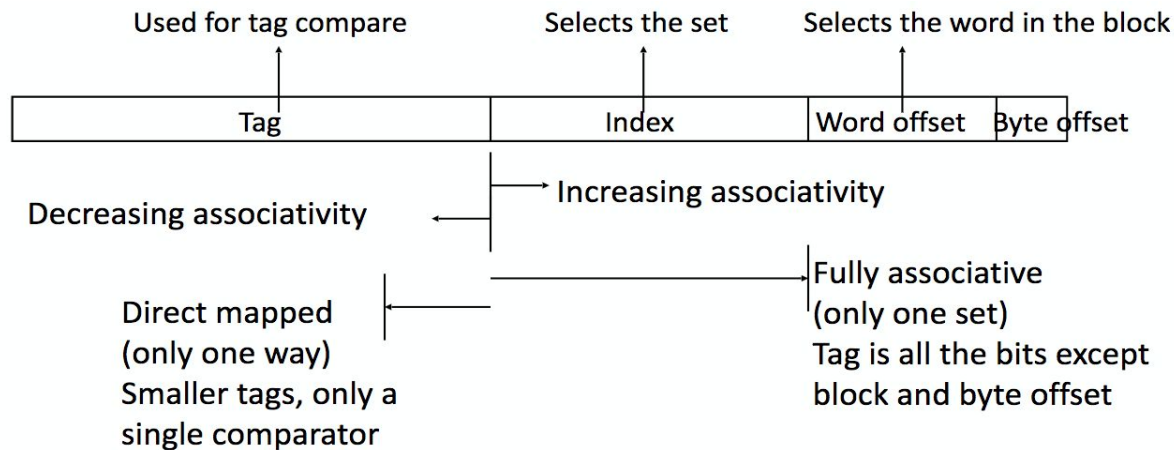 Used for tag compare
Selects the set
Selects the word in the block
Tag
Index
Word offset
Byte offset
Increasing associativity
Decreasing associativity
Fully associative
(only one set)
Tag is all the bits except
block and byte offset
Direct mapped
(only one way)
Smaller tags, only a
single comparator